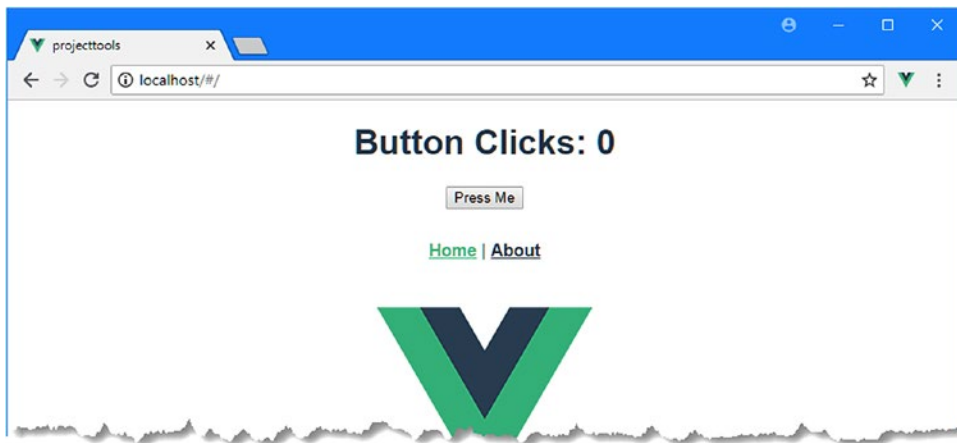 projecttools
localhost/#/
Button Clicks: 0
Press Me
Home | About